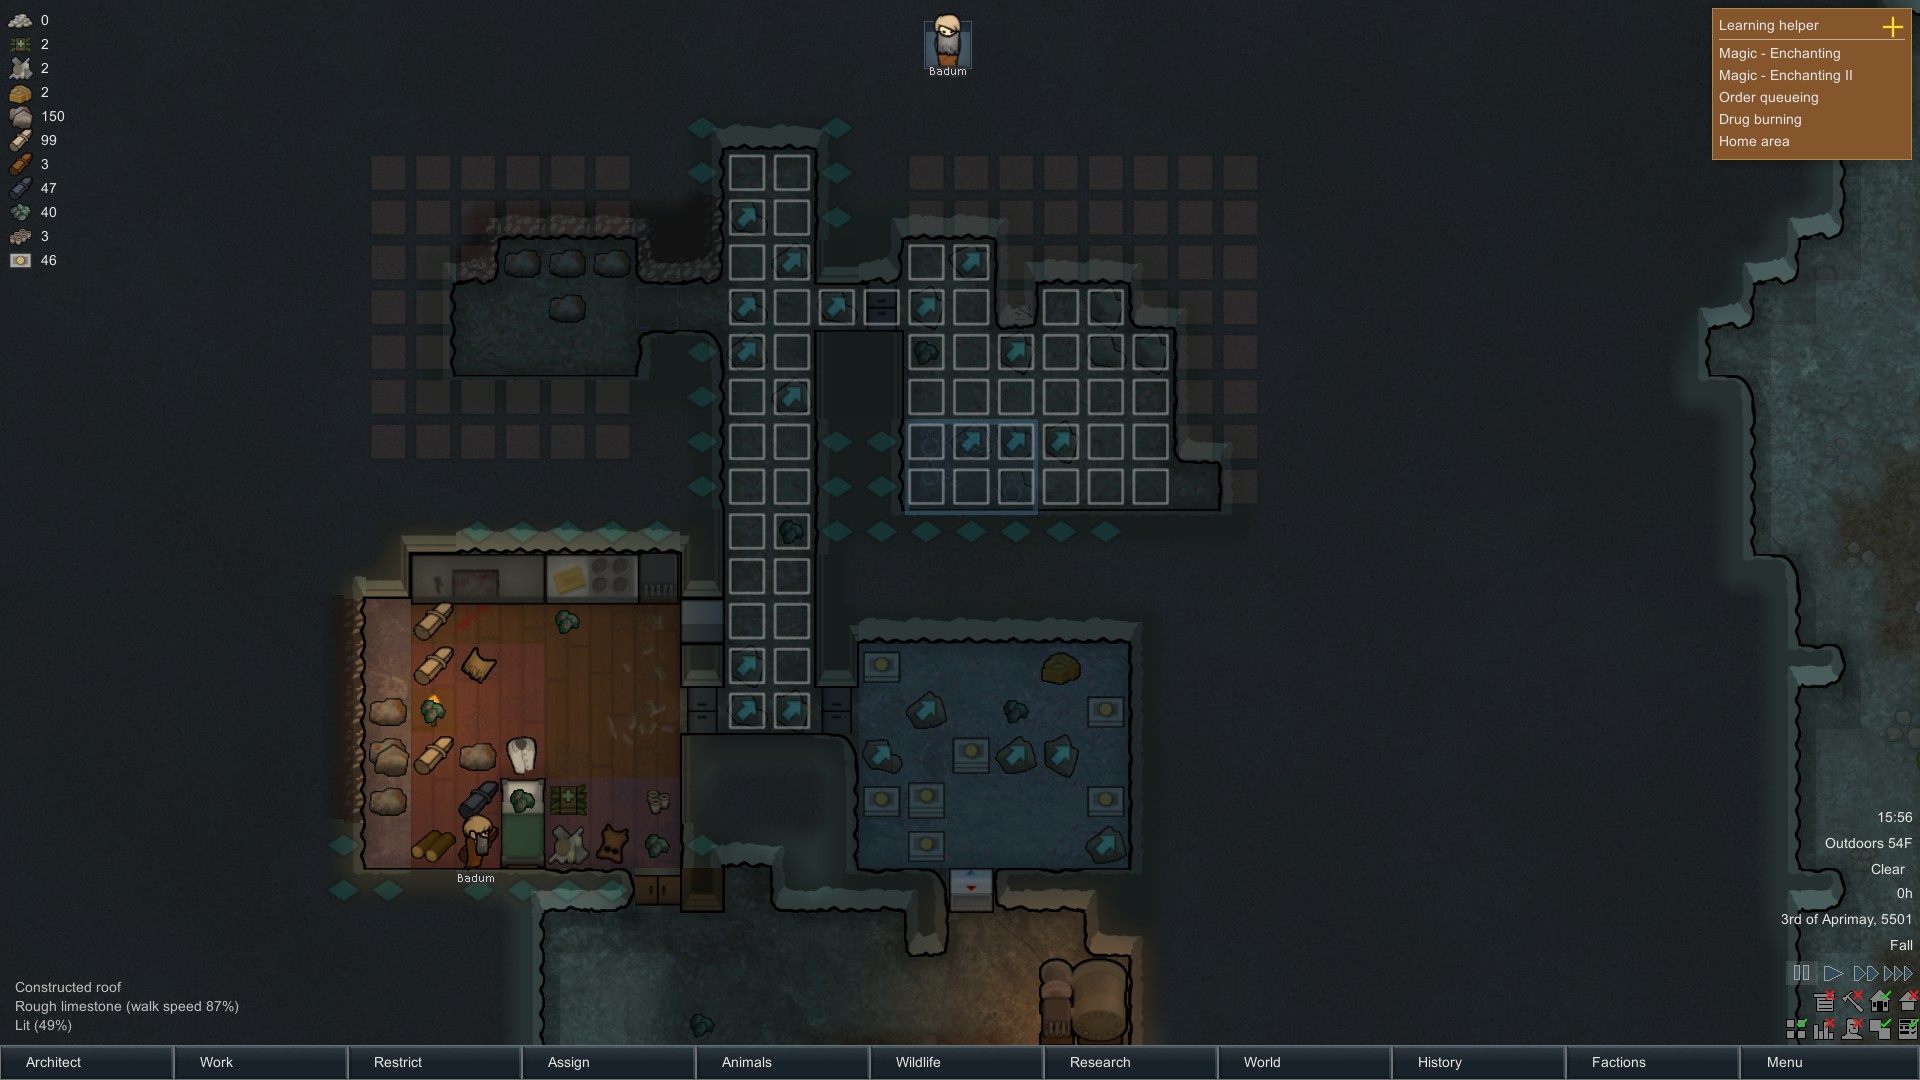 0
2
2
2
150
99
3
47
40
3
46
Badum
Learning helper
Magic - Enchanting
Magic - Enchanting II
Order queueing
Drug burning
Home area
Badum
15:56
Outdoors 54F
Clear
0h
3rd of Aprimay, 5501
Fall
Constructed roof
Rough limestone (walk speed 87%)
Lit (49%)
Architect
Work
Restrict
Assign
Animals
Wildlife
Research
World
History
Factions
Menu